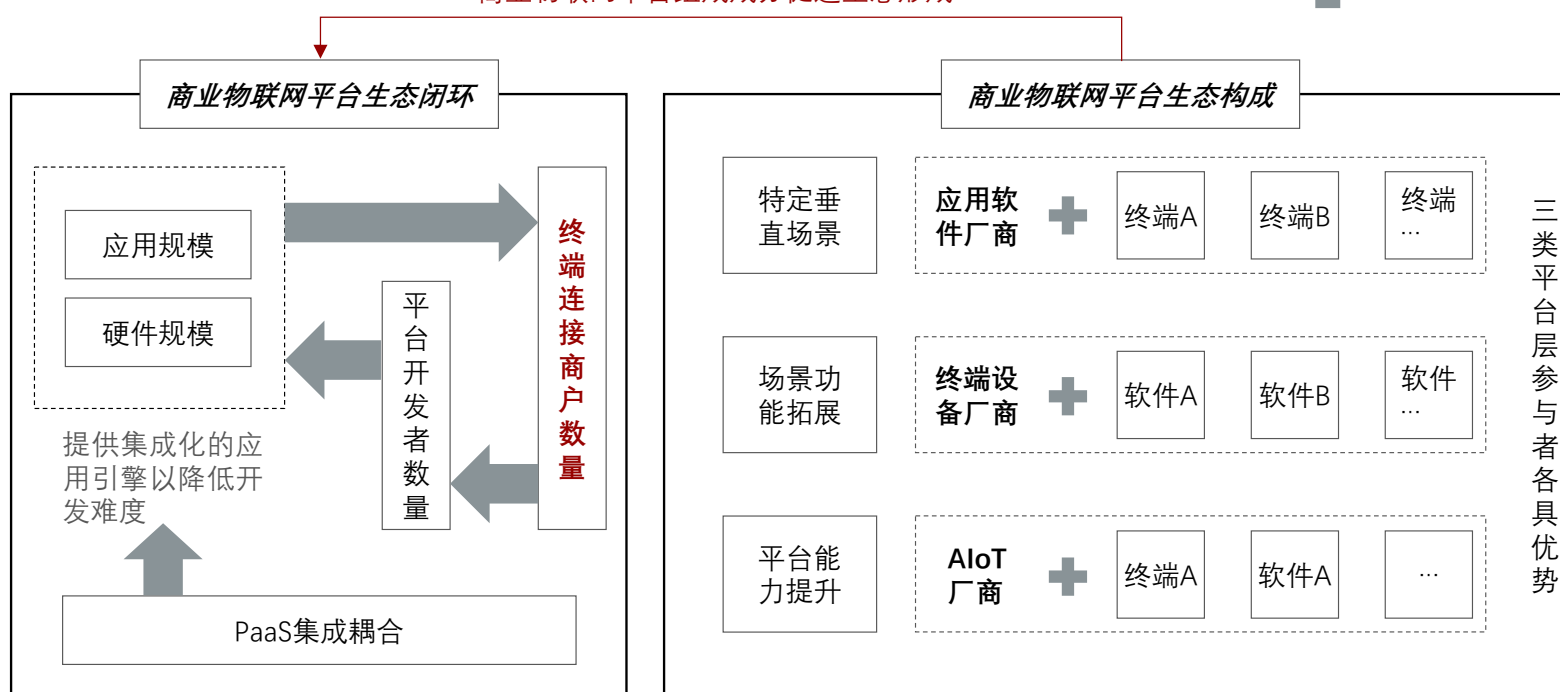 商业物联网平台生态闭环
应用规模
硬件规模
提供集成化的应
用引擎以降低开
发难度
PaaS集成耦合
平台开发者数量
终端连接商户数量
商业物联网平台生态构成
特定垂
直场景
应用软
件厂商
终端A
终端B
终端
...
场景功
能拓展
终端设
备厂商
软件A
软件B
软件
...
平台能
力提升
AIoT
厂商
终端A
软件A
...
三类平台层参与者各具优势